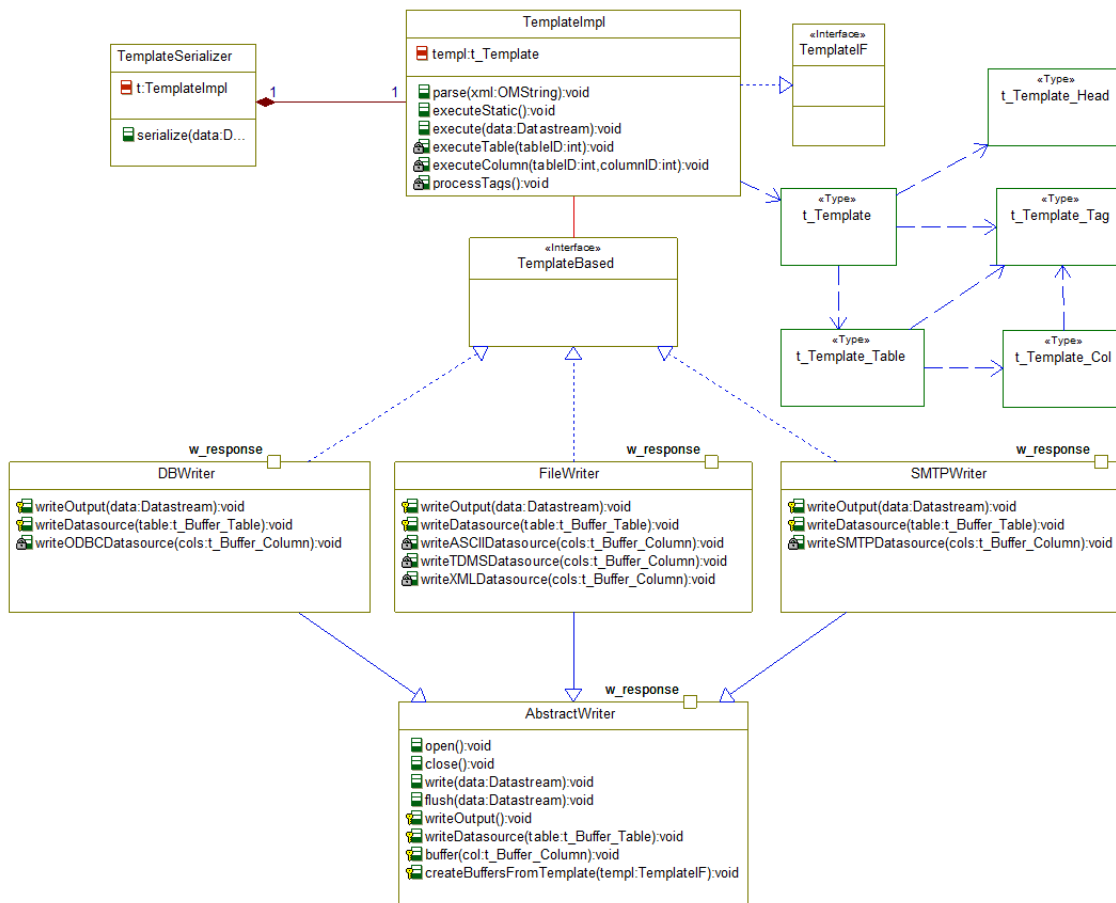 TemplateSerializer
t:TemplateImpl
serialize(data:D...
1
1
TemplateImpl
templ:t_Template
parse(xml:OMString):void
executeStatic():void
execute(data:Datastream):void
executeTable(tableID:int):void
executeColumn(tableID:int,columnID:int):void
processTags():void
«Interface»
TemplateIF
«Type»
t_Template_Head
«Type»
t_Template
«Type»
t_Template_Tag
«Type»
t_Template_Table
«Type»
t_Template_Col
«Interface»
TemplateBased
w_response
DBWriter
writeOutput(data:Datastream):void
writeDatasource(table:t_Buffer_Table):void
writeODBCDatasource(cols:t_Buffer_Column):void
w_response
FileWriter
writeOutput(data:Datastream):void
writeDatasource(table:t_Buffer_Table):void
writeASCIIDatasource(cols:t_Buffer_Column):void
writeTDMSDatasource(cols:t_Buffer_Column):void
writeXMLDatasource(cols:t_Buffer_Column):void
w_response
SMTPWriter
writeOutput(data:Datastream):void
writeDatasource(table:t_Buffer_Table):void
writeSMTPDatasource(cols:t_Buffer_Column):void
w_response
AbstractWriter
open():void
close():void
write(data:Datastream):void
flush(data:Datastream):void
writeOutput():void
writeDatasource(table:t_Buffer_Table):void
buffer(col:t_Buffer_Column):void
createBuffersFromTemplate(templ:TemplateIF):void